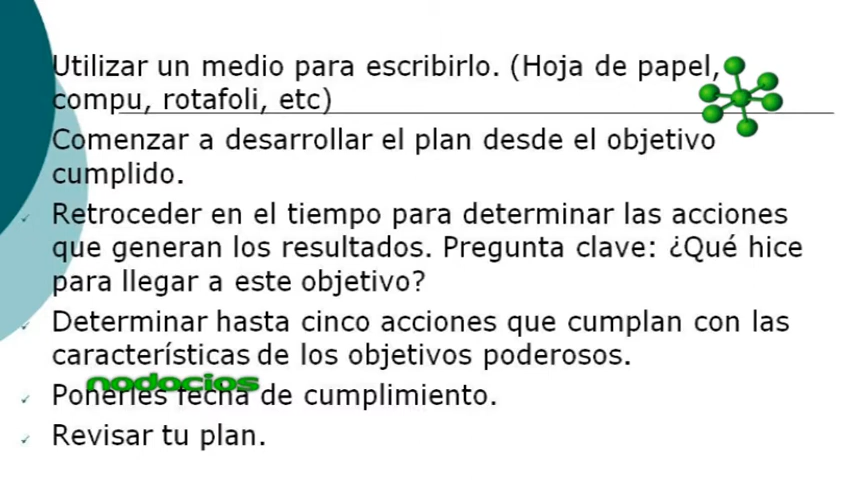 Utilizar un medio para escribirlo. (Hoja de papel,
compu, rotafoli, etc)
Comenzar a desarrollar el plan desde el objetivo
cumplido.
Retroceder en el tiempo para determinar las acciones
que generan los resultados. Pregunta clave: ¿Qué hice
para llegar a este objetivo?
Determinar hasta cinco acciones que cumplan con las
características de los objetivos poderosos.
nodocios
Ponerles fecha de cumplimiento.
Revisar tu plan.